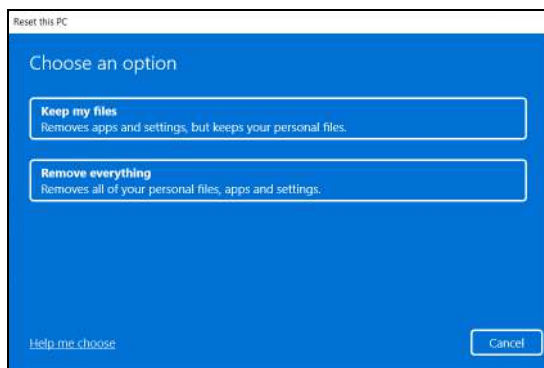 Reset this PC
Choose an option
Keep my files
Removes apps and settings, but keeps your personal files.
Remove everything
Removes all of your personal files, apps and settings.
Help me choose
Cancel